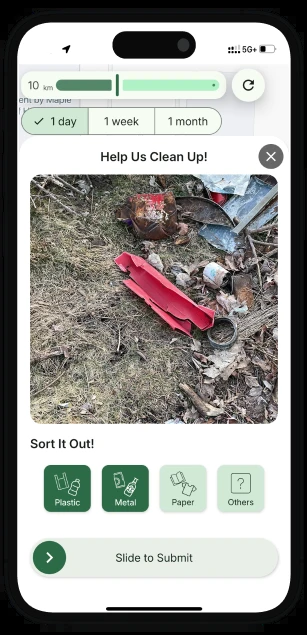 5G+
10 km
ent by Maple
1 day
1 week
1 month
Help Us Clean Up!
Sort It Out!
Plastic
Metal
Paper
?
Others
Slide to Submit